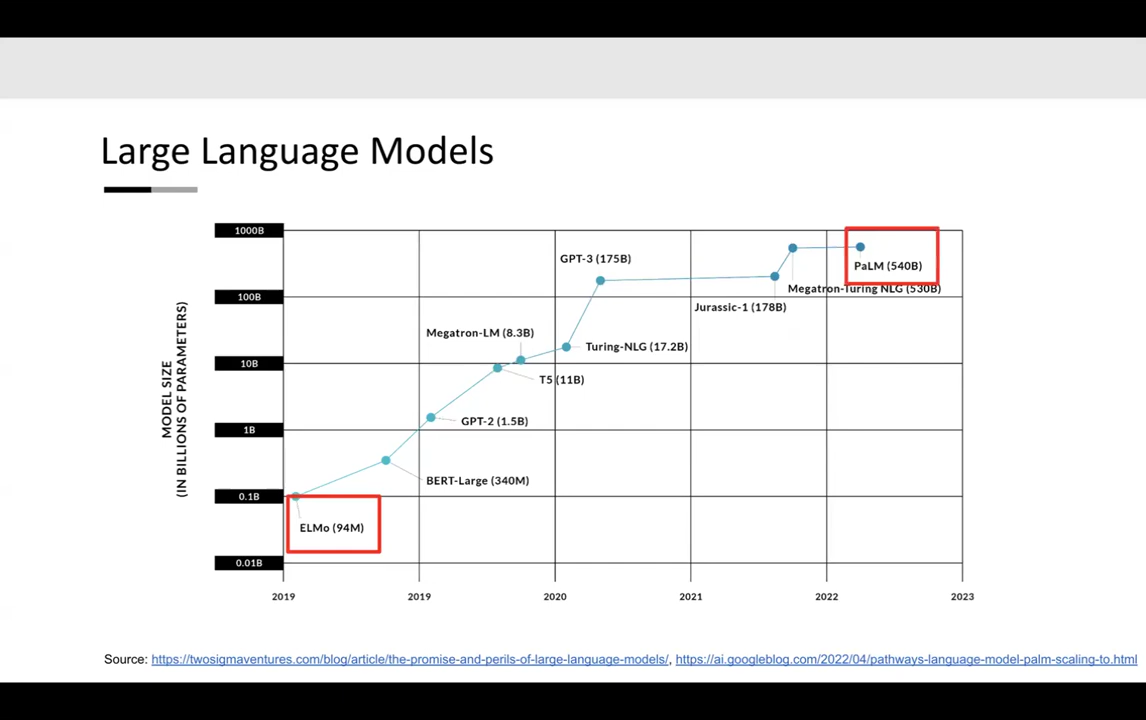 Large Language Models
1000B
GPT-3 (175B)
PaLM (540B)
Megatron-Turing NLG (530B)
100B
Jurassic-1 (178B)
Megatron-LM (8.3B)
Turing-NLG (17.2B)
10B
T5 (11B)
GPT-2 (1.5B)
1B
BERT-Large (340M)
0.1B
ELMo (94M)
0.01B
MODEL SIZE
(IN BILLIONS OF PARAMETERS)
2019 2019 2020 2021 2022 2023
Source: https://twosigmaventures.com/blog/article/the-promise-and-perils-of-large-language-models/, https://ai.googleblog.com/2022/04/pathways-language-model-palm-scaling-to.html